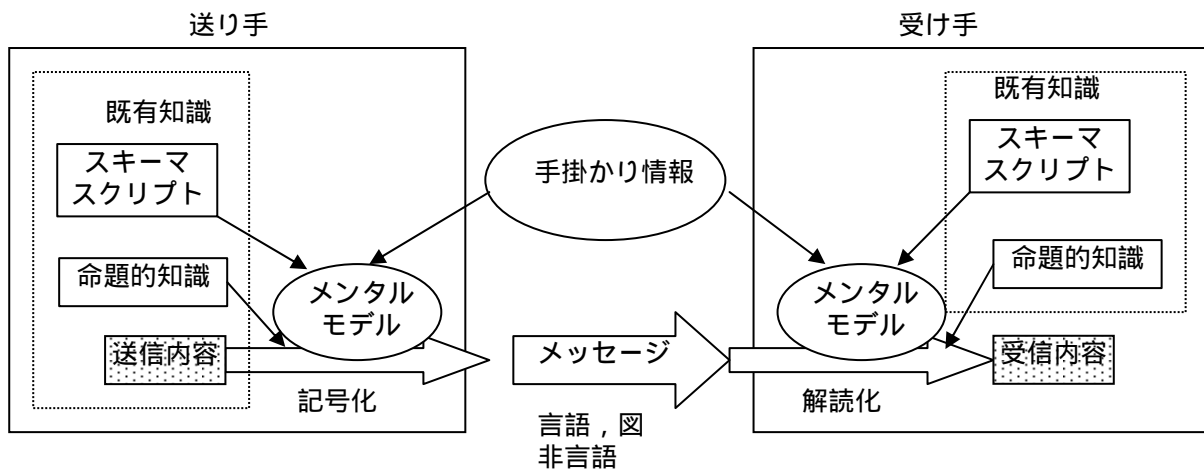 送り手
受け手
既有知識
スキーマ
スクリプト
命題的知識
送信内容
メンタル
モデル
記号化
手掛かり情報
メッセージ
言語，図
非言語
既有知識
スキーマ
スクリプト
命題的知識
メンタル
モデル
受信内容
解読化